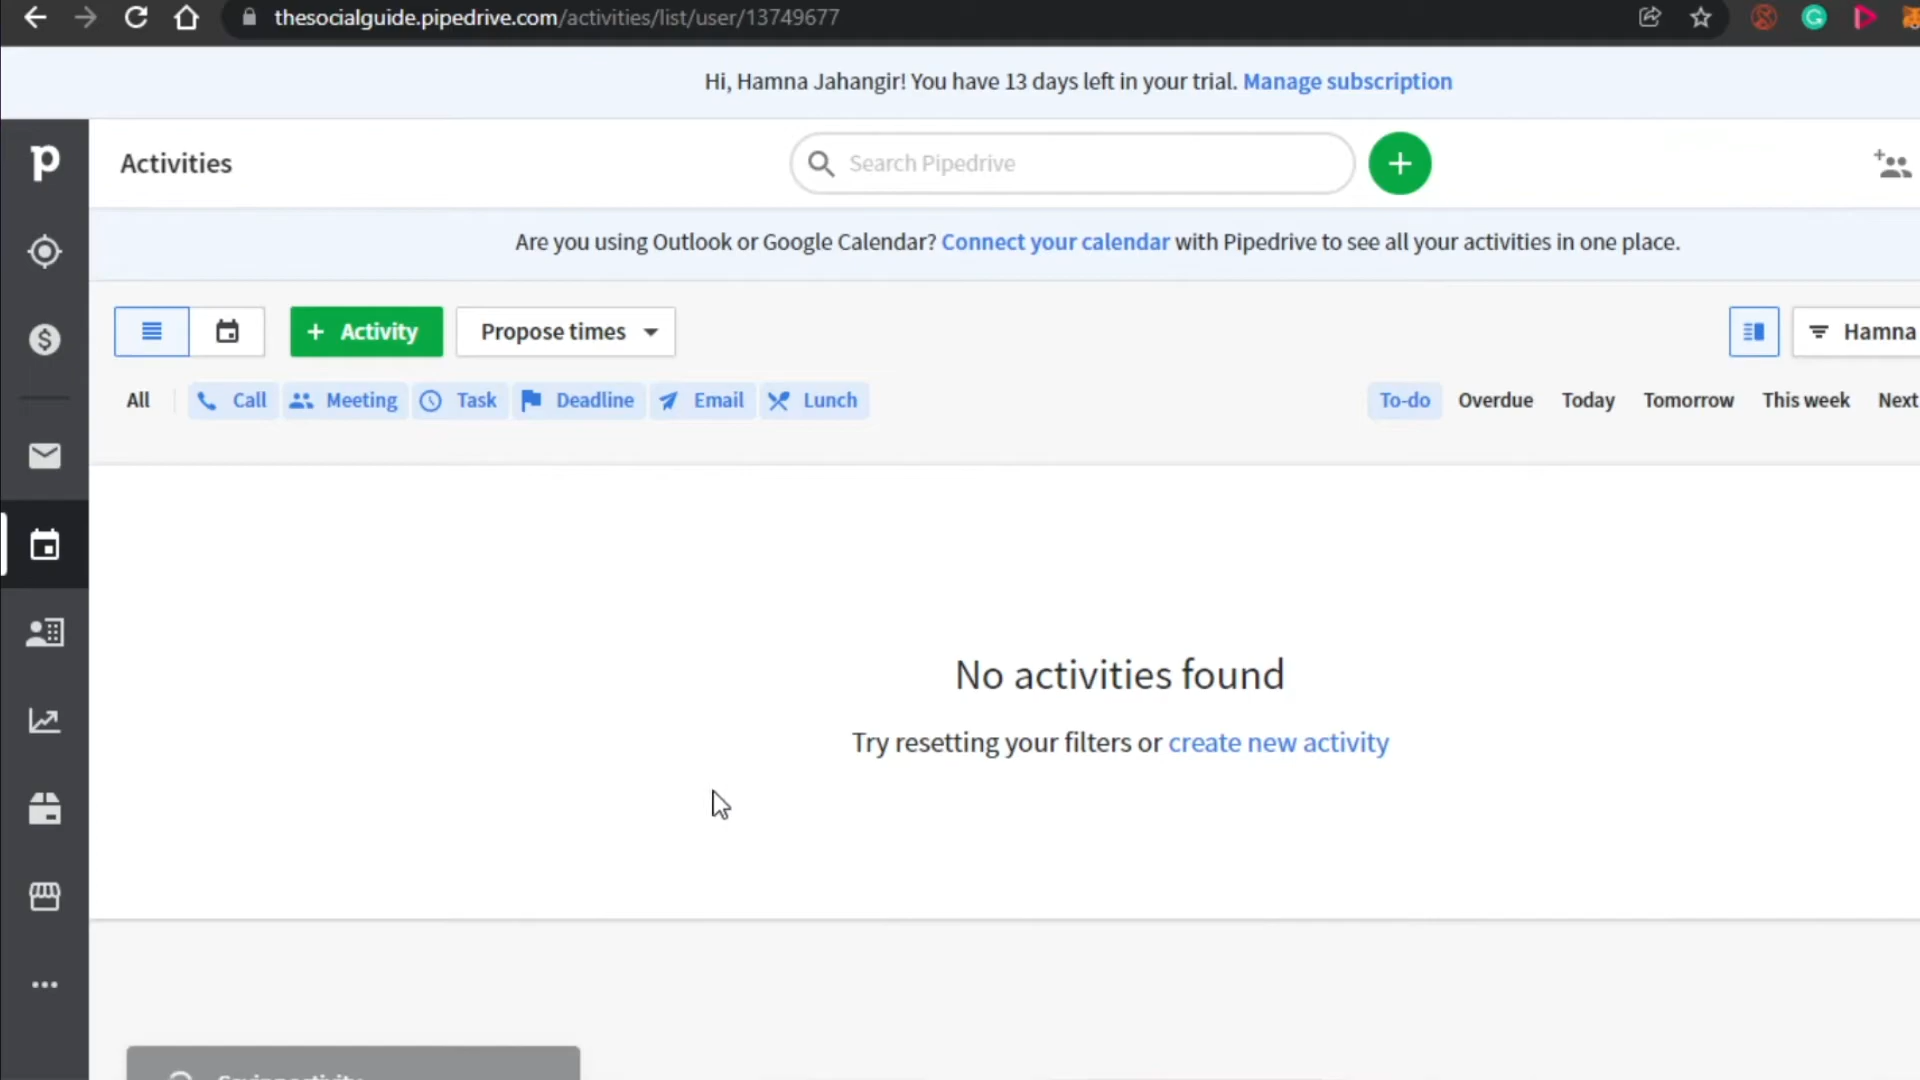 thesocialguide.pipedrive.com/activities/list/user/13749677
Hi, Hamna Jahangir! You have 13 days left in your trial. Manage subscription
Activities
Search Pipedrive
Are you using Outlook or Google Calendar? Connect your calendar with Pipedrive to see all your activities in one place.
+ Activity
Propose times
Hamna
All
Call
Meeting
Task
Deadline
Email
Lunch
To-do
Overdue
Today
Tomorrow
This week
Next
No activities found
Try resetting your filters or create new activity